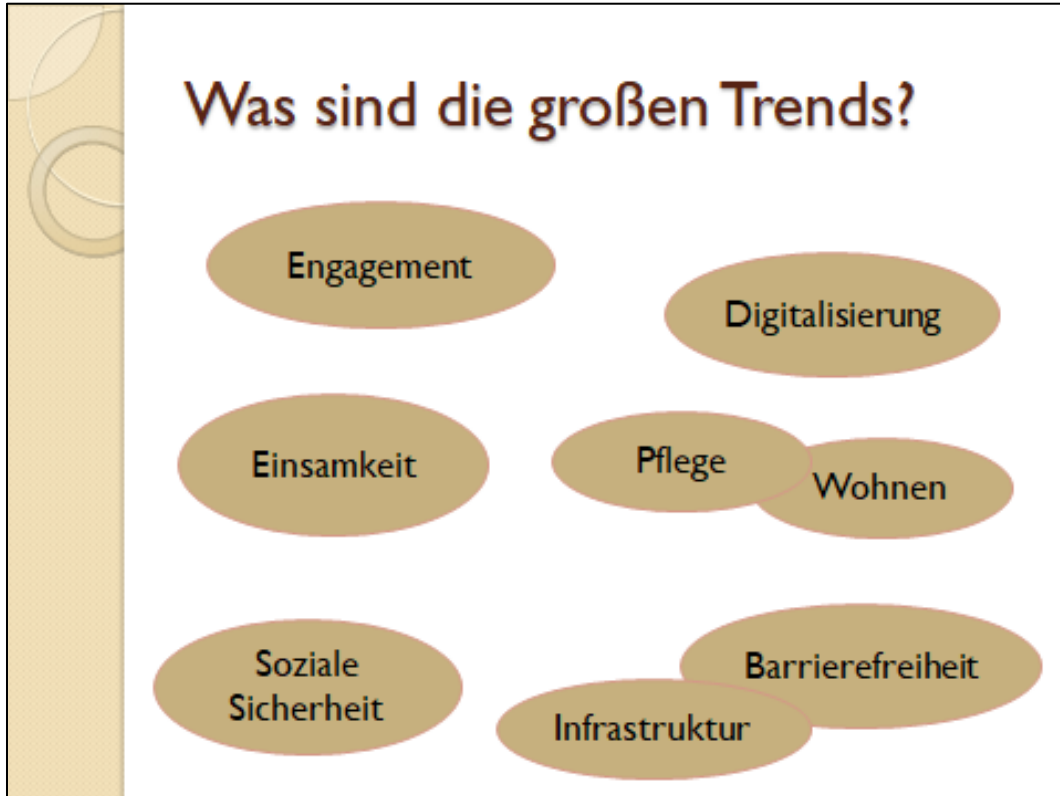 Was sind die großen Trends?
Engagement
Digitalisierung
Einsamkeit
Pflege
Wohnen
Soziale
Sicherheit
Barrierefreiheit
Infrastruktur